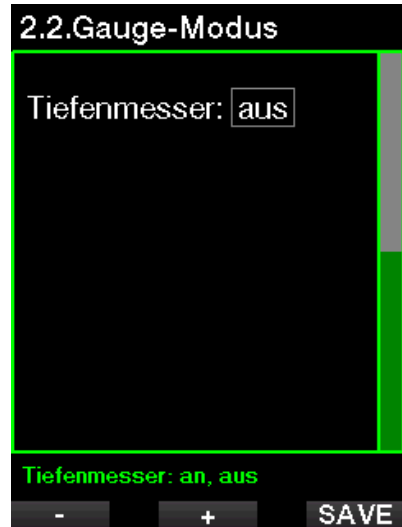 2.2.Gauge-Modus
Tiefenmesser: aus
Tiefenmesser: an, aus
- + SAVE